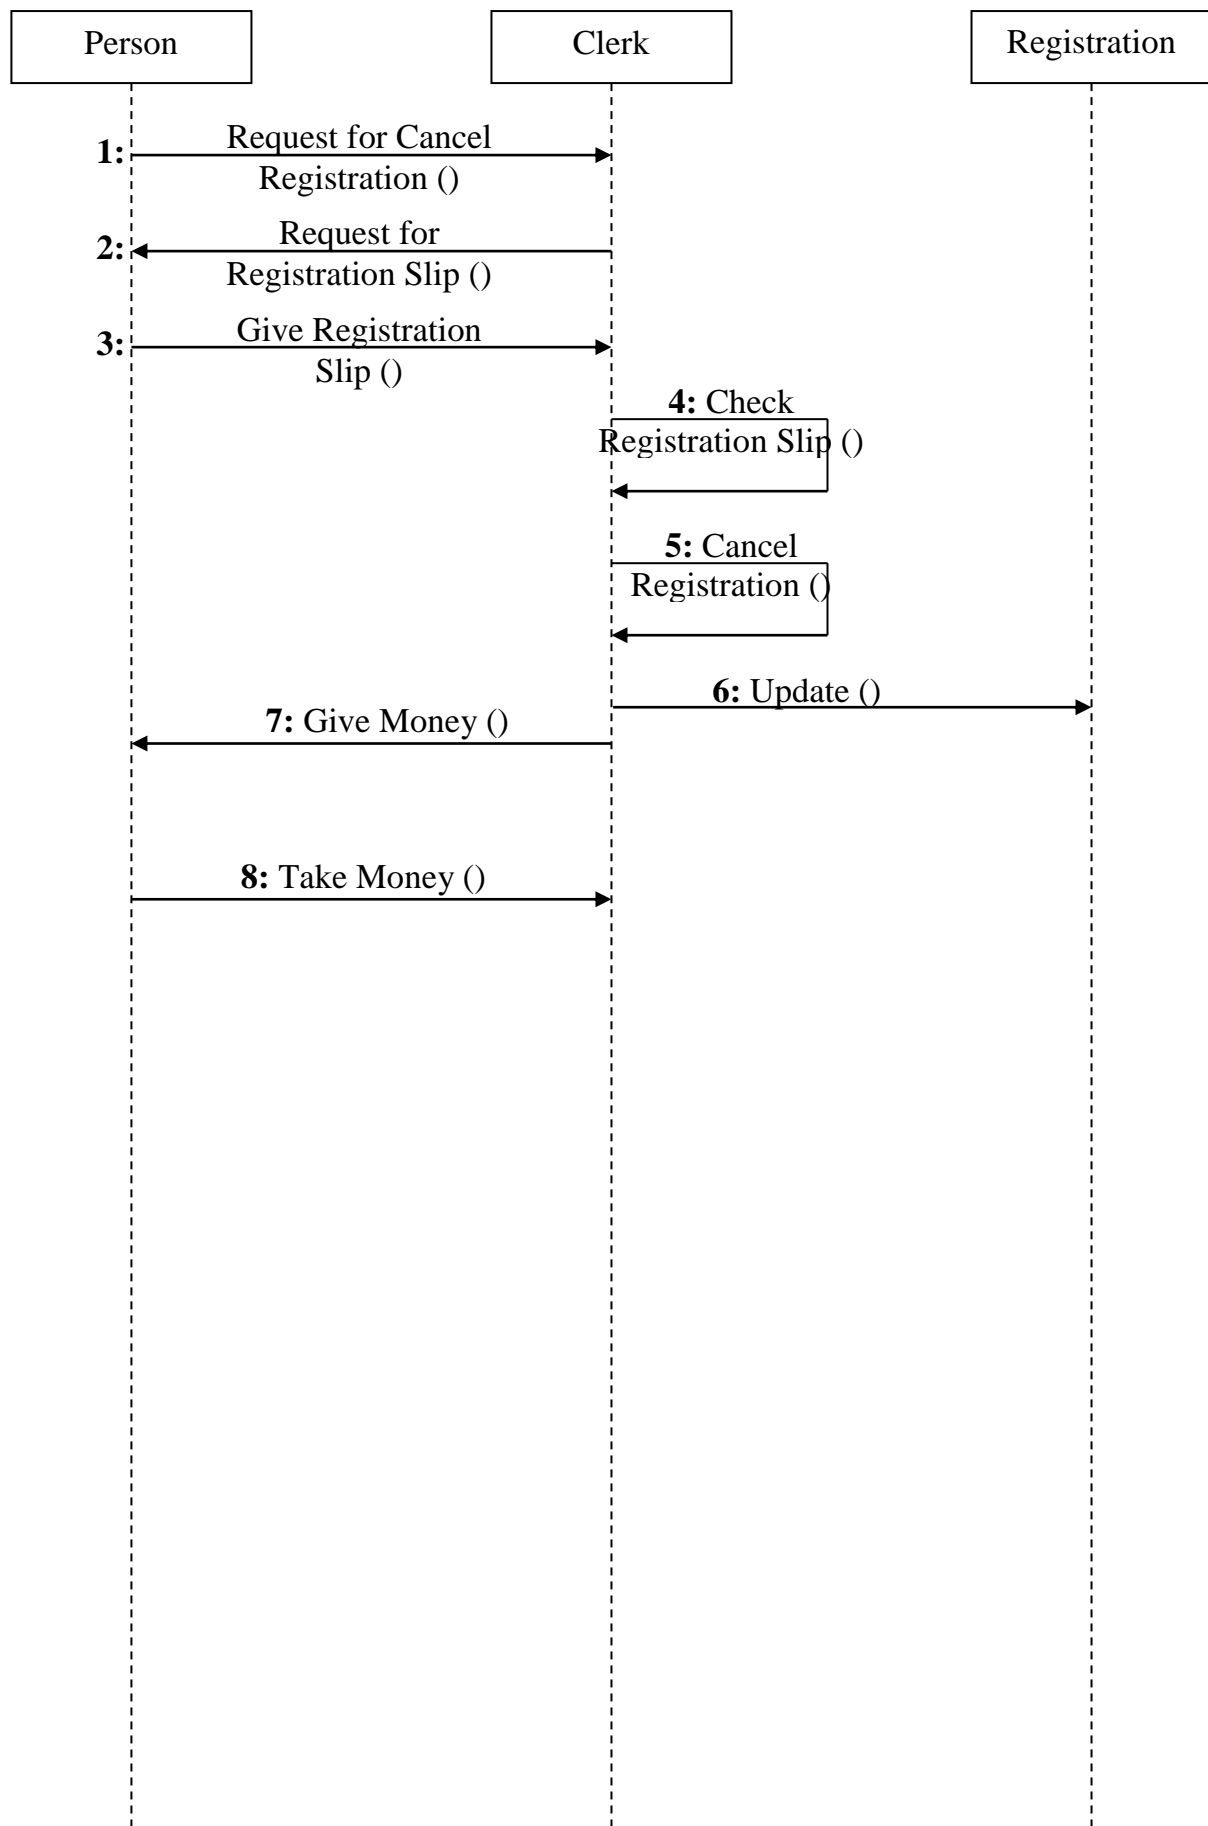 Person
Clerk
Registration
1:
Request for Cancel
Registration ()
2:
Request for
Registration Slip ()
3:
Give Registration
Slip ()
4: Check
Registration Slip ()
5: Cancel
Registration ()
6: Update ()
7: Give Money ()
8: Take Money ()